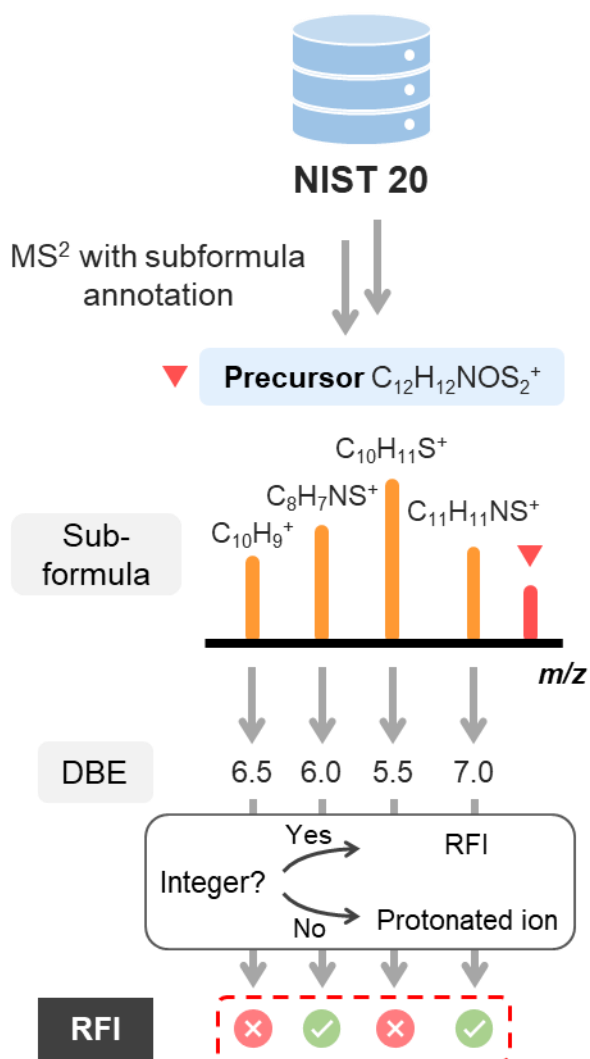 NIST 20
MS² with subformula
annotation
Precursor C₁₂H₁₂NOS₂⁺
C₁₀H₁₁S⁺
C₈H₇NS⁺
C₁₁H₁₁NS⁺
C₁₀H₉⁺
Sub-
formula
m/z
DBE
6.5 6.0 5.5 7.0
Yes
RFI
Integer?
No
Protonated ion
RFI